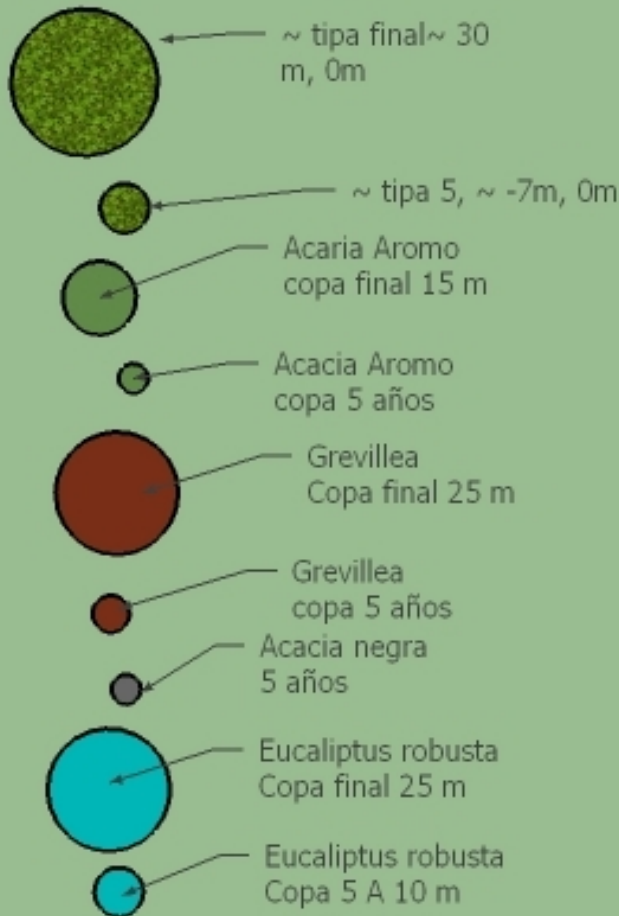 ~ tipa final~ 30
m, 0m
~ tipa 5, ~ -7m, 0m
Acaria Aromo
copa final 15 m
Acacia Aromo
copa 5 años
Grevillea
Copa final 25 m
Grevillea
copa 5 años
Acacia negra
5 años
Eucaliptus robusta
Copa final 25 m
Eucaliptus robusta
Copa 5 A 10 m